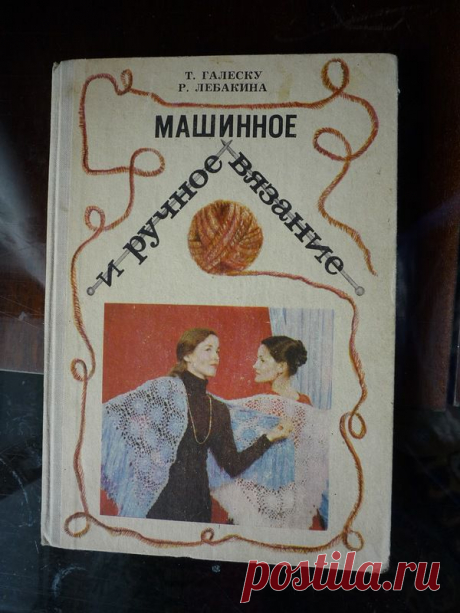 Т. ГАЛЕСКУ
Р. ЛЕБАКИНА
МАШИННОЕ
и ручное
вязание
postila.ru